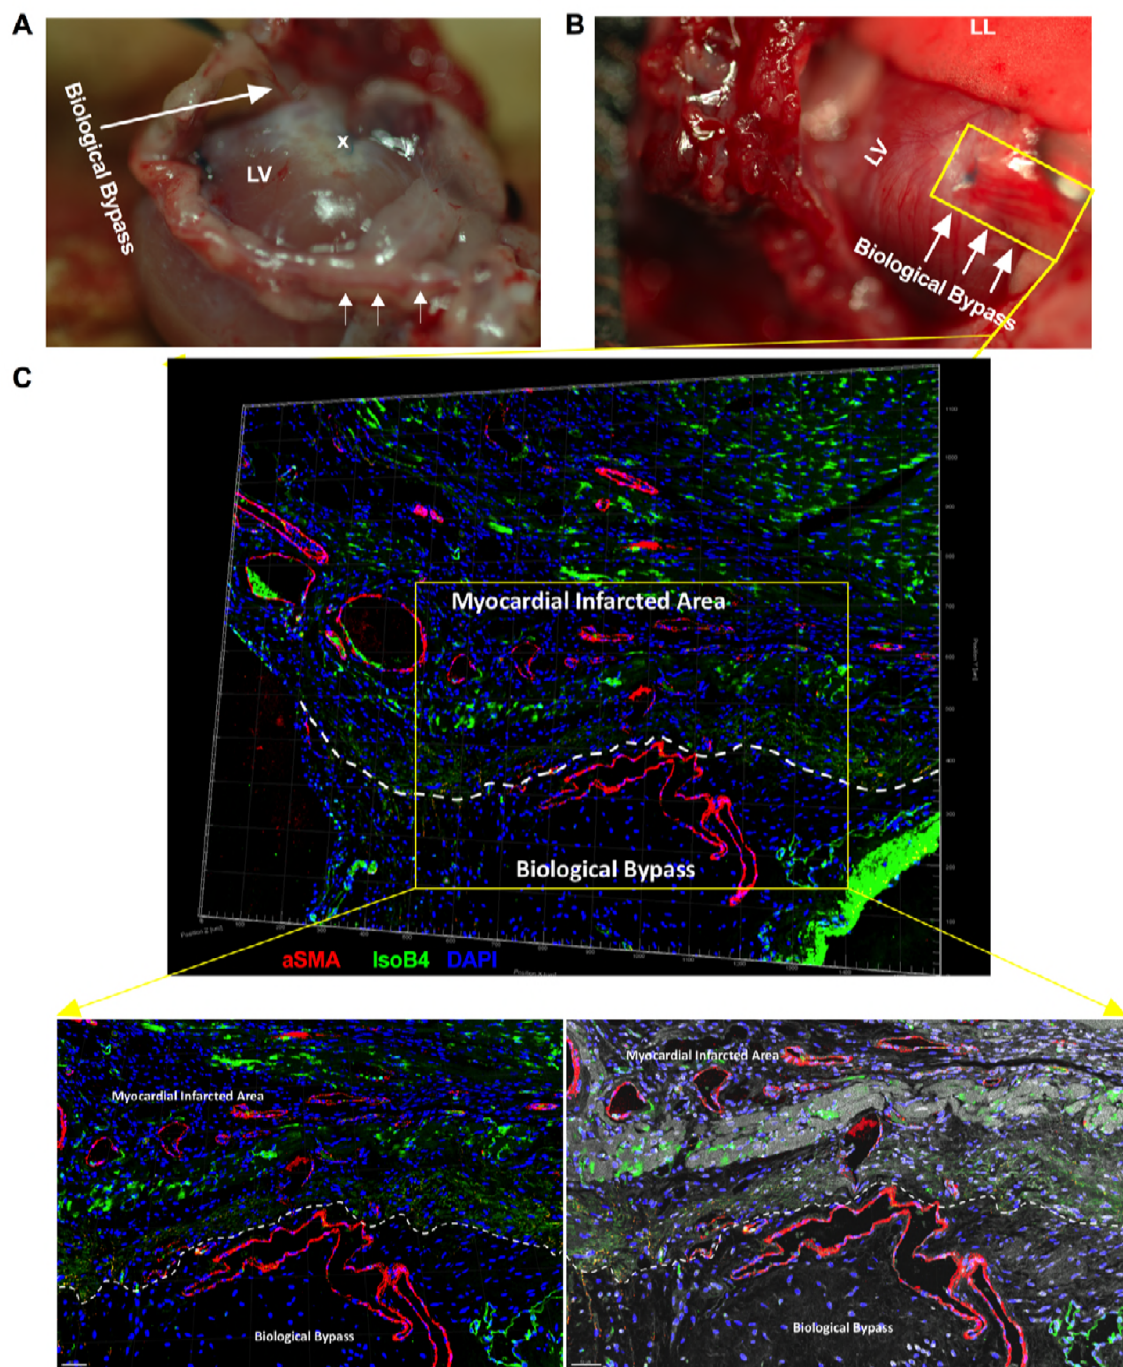 A
B
Biological Bypass
LV
x
LL
LV
Biological Bypass
C
Myocardial Infarcted Area
Biological Bypass
aSMA IsoB4 DAPI
Myocardial Infarcted Area
Biological Bypass
Myocardial Infarcted Area
Biological Bypass